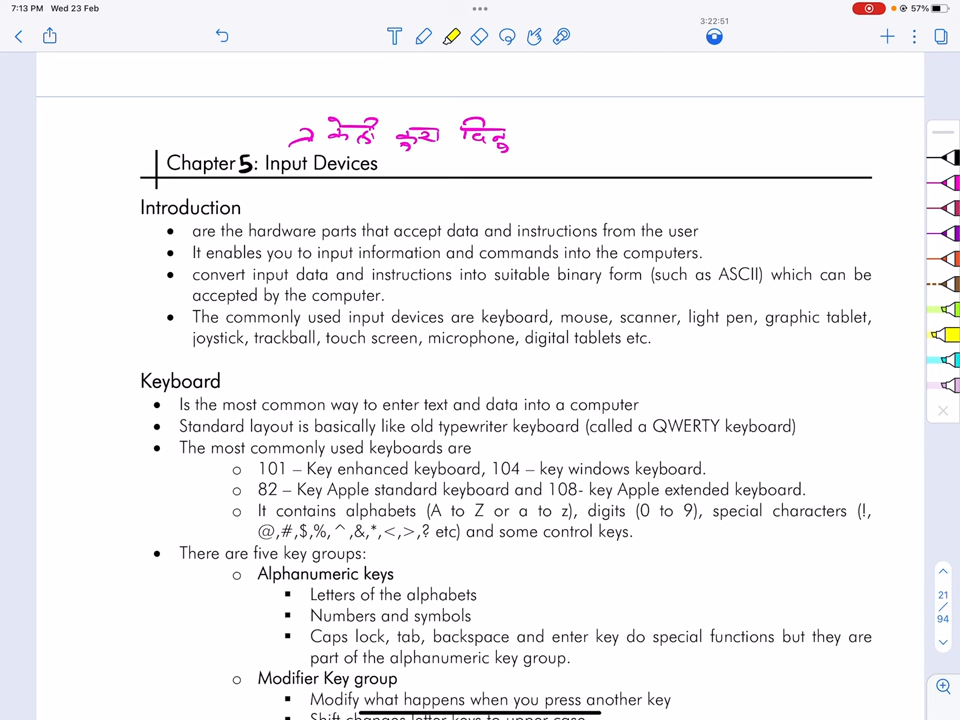 7:13 PM Wed 23 Feb
57%
3:22:51
Chapter 5: Input Devices
Introduction
• are the hardware parts that accept data and instructions from the user
• It enables you to input information and commands into the computers.
• convert input data and instructions into suitable binary form (such as ASCII) which can be
accepted by the computer.
• The commonly used input devices are keyboard, mouse, scanner, light pen, graphic tablet,
joystick, trackball, touch screen, microphone, digital tablets etc.
Keyboard
• Is the most common way to enter text and data into a computer
• Standard layout is basically like old typewriter keyboard (called a QWERTY keyboard)
• The most commonly used keyboards are
o 101 – Key enhanced keyboard, 104 – key windows keyboard.
o 82 – Key Apple standard keyboard and 108- key Apple extended keyboard.
o It contains alphabets (A to Z or a to z), digits (0 to 9), special characters (!,
@,#,$,%,^,&,*,<,>,? etc) and some control keys.
• There are five key groups:
o Alphanumeric keys
▪ Letters of the alphabets
▪ Numbers and symbols
▪ Caps lock, tab, backspace and enter key do special functions but they are
part of the alphanumeric key group.
o Modifier Key group
▪ Modify what happens when you press another key
▪ Shift changes letter keys to upper case
21
/
94